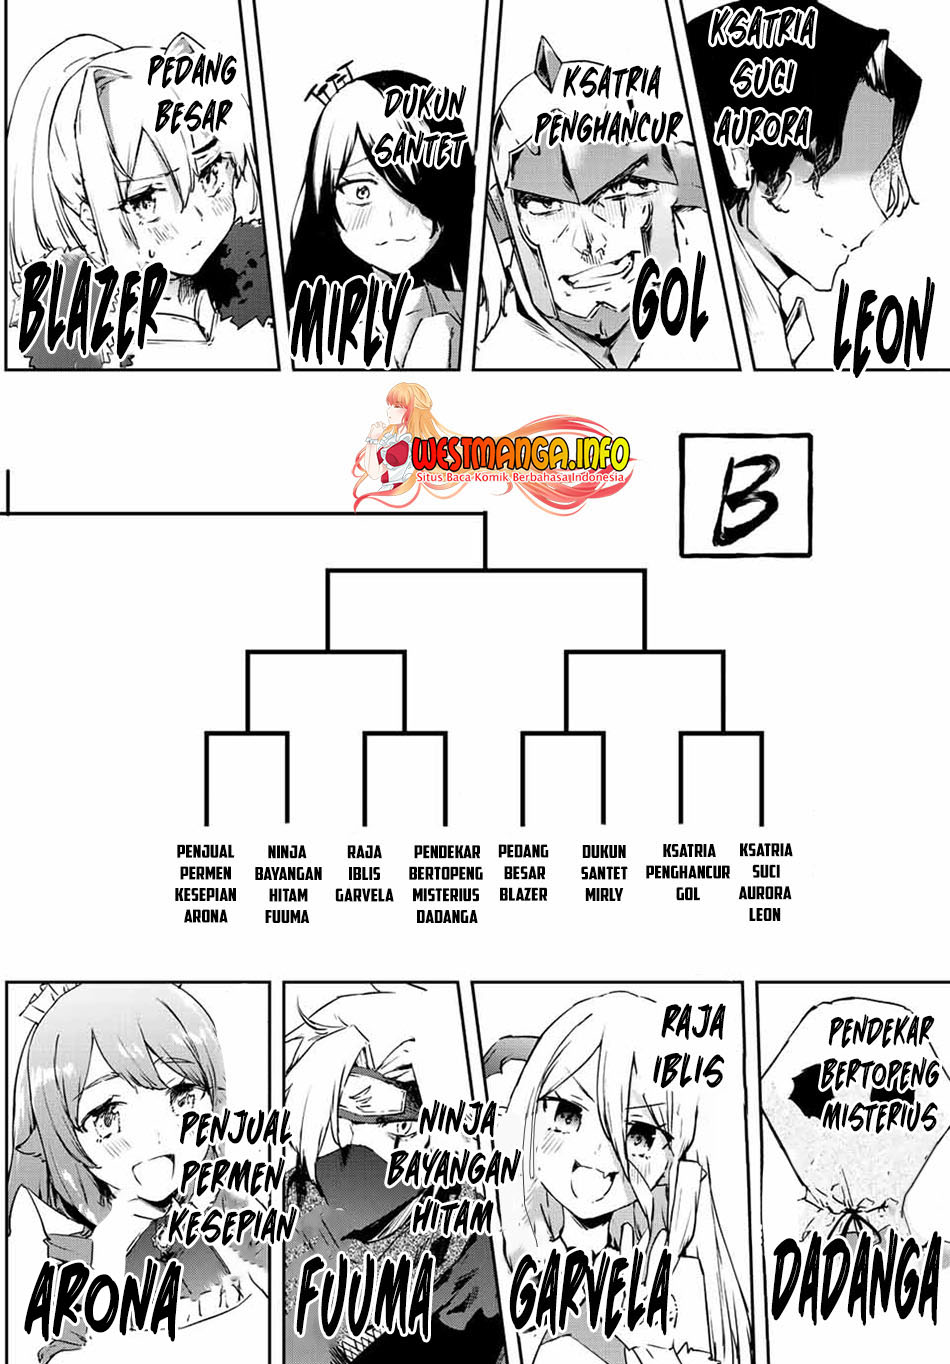 PEDANG
BESAR
BLAZER
DUKUN
SANTET
MIRLY
KSATRIA
PENGHANCUR
GOL
KSATRIA
SUCI
AURORA
LEON
WESTMANGA.INFO
Situs Baca Komik Berbahasa Indonesia
B
PENJUAL
PERMEN
KESEPIAN
ARONA
NINJA
BAYANGAN
HITAM
FUUMA
RAJA
IBLIS
GARVELA
PENDEKAR
BERTOPENG
MISTERIUS
DADANGA
PEDANG
BESAR
BLAZER
DUKUN
SANTET
MIRLY
KSATRIA
PENGHANCUR
GOL
KSATRIA
SUCI
AURORA
LEON
PENJUAL
PERMEN
KESEPIAN
ARONA
NINJA
BAYANGAN
HITAM
FUUMA
RAJA
IBLIS
GARVELA
PENDEKAR
BERTOPENG
MISTERIUS
DADANGA